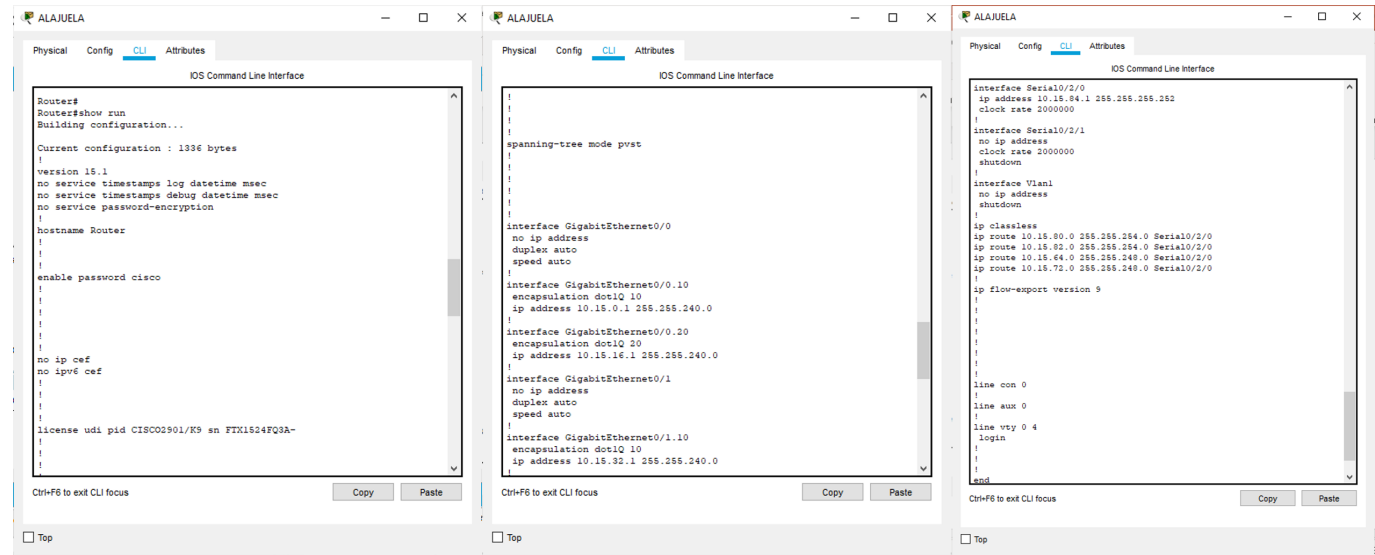 ALAJUELA
Physical Config CLI Attributes
IOS Command Line Interface
Router#
Router#show run
Building configuration...
Current configuration : 1336 bytes
!
version 15.1
no service timestamps log datetime msec
no service timestamps debug datetime msec
no service password-encryption
!
hostname Router
!
!
!
enable password cisco
!
!
!
!
!
!
no ip cef
no ipv6 cef
!
!
!
!
license udi pid CISCO2901/K9 sn FTX1524FQ3A-
!
!
!
!
Ctrl+F6 to exit CLI focus
Copy Paste
Top
ALAJUELA
Physical Config CLI Attributes
IOS Command Line Interface
!
!
!
!
spanning-tree mode pvst
!
!
!
!
!
!
interface GigabitEthernet0/0
no ip address
duplex auto
speed auto
!
interface GigabitEthernet0/0.10
encapsulation dot1Q 10
ip address 10.15.0.1 255.255.240.0
!
interface GigabitEthernet0/0.20
encapsulation dot1Q 20
ip address 10.15.16.1 255.255.240.0
!
interface GigabitEthernet0/1
no ip address
duplex auto
speed auto
!
interface GigabitEthernet0/1.10
encapsulation dot1Q 10
ip address 10.15.32.1 255.255.240.0
!
Ctrl+F6 to exit CLI focus
Copy Paste
Top
ALAJUELA
Physical Config CLI Attributes
IOS Command Line Interface
interface Serial0/2/0
ip address 10.15.84.1 255.255.255.252
clock rate 2000000
!
interface Serial0/2/1
no ip address
clock rate 2000000
shutdown
!
interface Vlan1
no ip address
shutdown
!
ip classless
ip route 10.15.80.0 255.255.254.0 Serial0/2/0
ip route 10.15.82.0 255.255.254.0 Serial0/2/0
ip route 10.15.64.0 255.255.248.0 Serial0/2/0
ip route 10.15.72.0 255.255.248.0 Serial0/2/0
!
ip flow-export version 9
!
!
!
!
!
!
!
!
line con 0
!
line aux 0
!
line vty 0 4
login
!
!
!
end
Ctrl+F6 to exit CLI focus
Copy Paste
Top